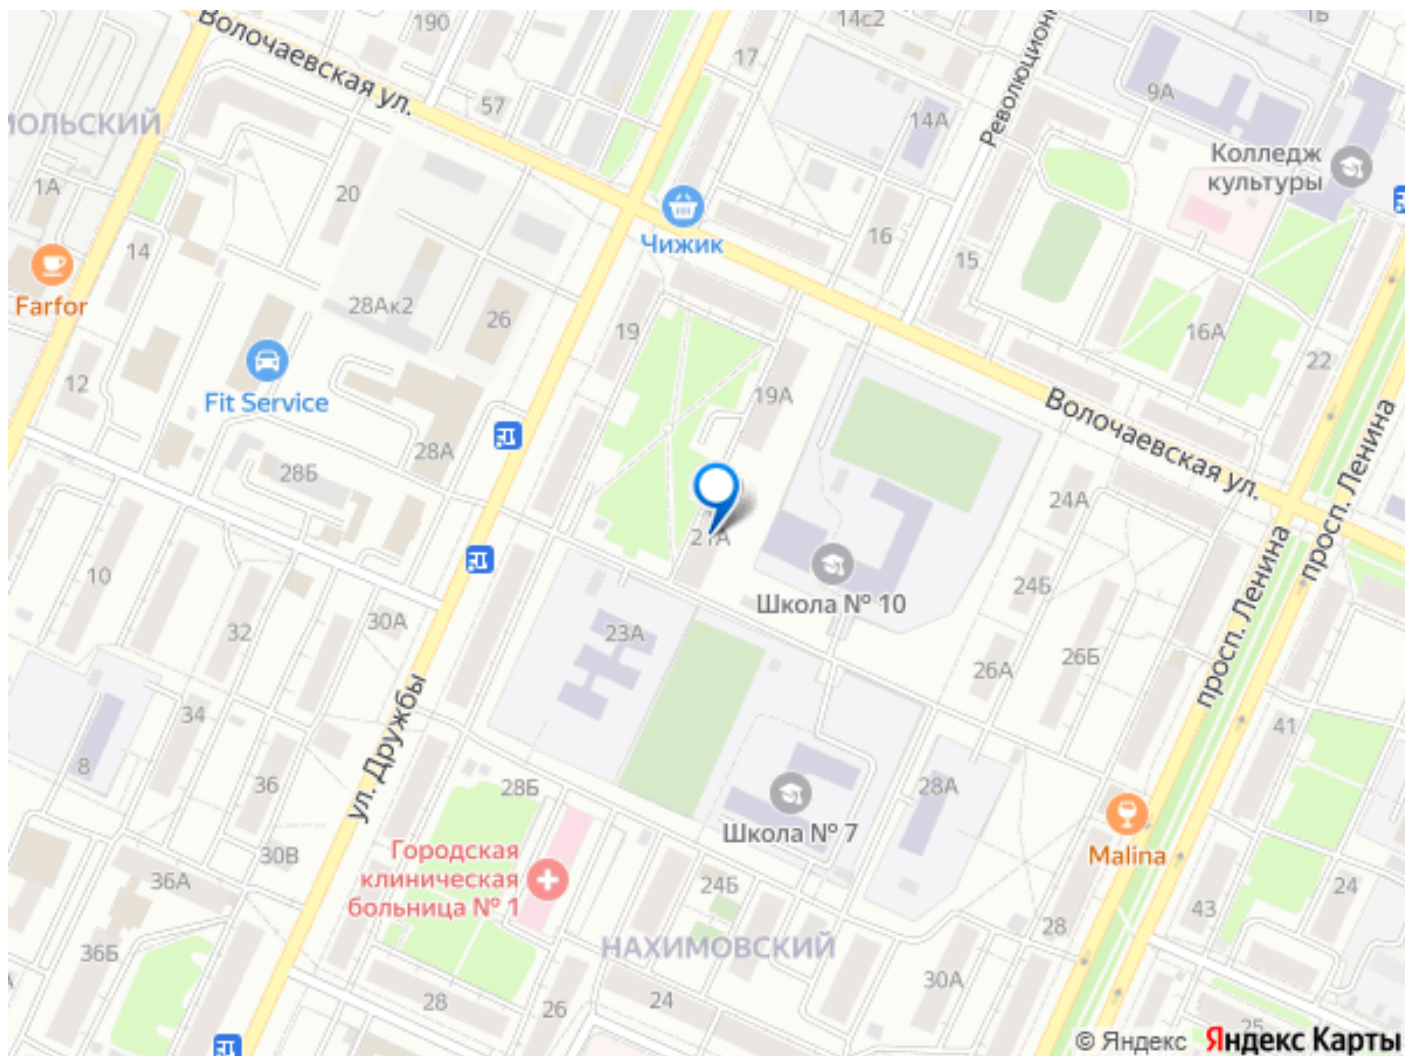 Волочаевская ул.
190
14с2
1Б
17
Революцион
57
14А
9А
МОЛЬСКИЙ
Колледж
культуры
1А
20
14
Чижик
16
15
Farfor
28Ак2
26
19
16А
22
12
Fit Service
19А
Волочаевская ул.
28А
28Б
24А
21А
просп. Ленина
просп. Ленина
10
Школа № 10
24Б
32
30А
23А
26А
26Б
34
ул. Дружбы
41
8
36
28Б
28А
Школа № 7
Malina
30В
Городская
клиническая
больница № 1
36А
24Б
24
43
28
36Б
НАХИМОВСКИЙ
30А
28
26
24
25
© Яндекс Яндекс Карты